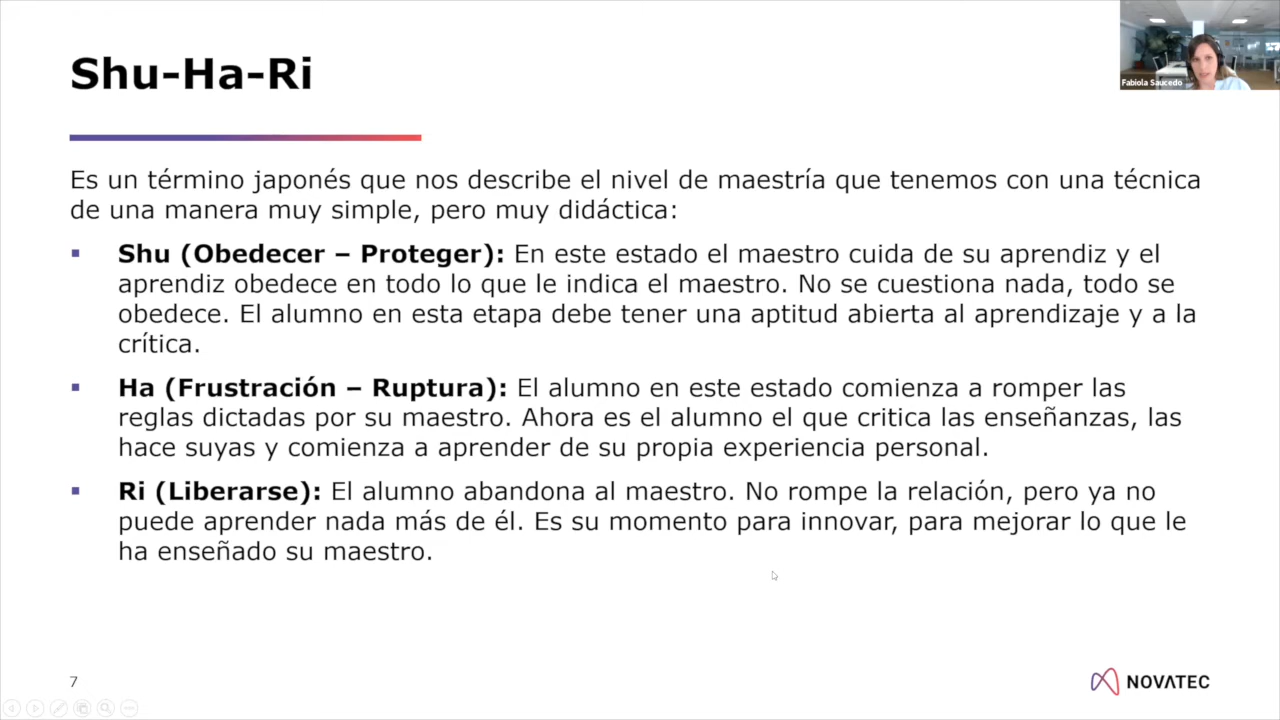 Shu-Ha-Ri
Fabiola Saucedo
Es un término japonés que nos describe el nivel de maestría que tenemos con una técnica
de una manera muy simple, pero muy didáctica:
▪ Shu (Obedecer – Proteger): En este estado el maestro cuida de su aprendiz y el
aprendiz obedece en todo lo que le indica el maestro. No se cuestiona nada, todo se
obedece. El alumno en esta etapa debe tener una aptitud abierta al aprendizaje y a la
crítica.
▪ Ha (Frustración – Ruptura): El alumno en este estado comienza a romper las
reglas dictadas por su maestro. Ahora es el alumno el que critica las enseñanzas, las
hace suyas y comienza a aprender de su propia experiencia personal.
▪ Ri (Liberarse): El alumno abandona al maestro. No rompe la relación, pero ya no
puede aprender nada más de él. Es su momento para innovar, para mejorar lo que le
ha enseñado su maestro.
7
NOVATEC